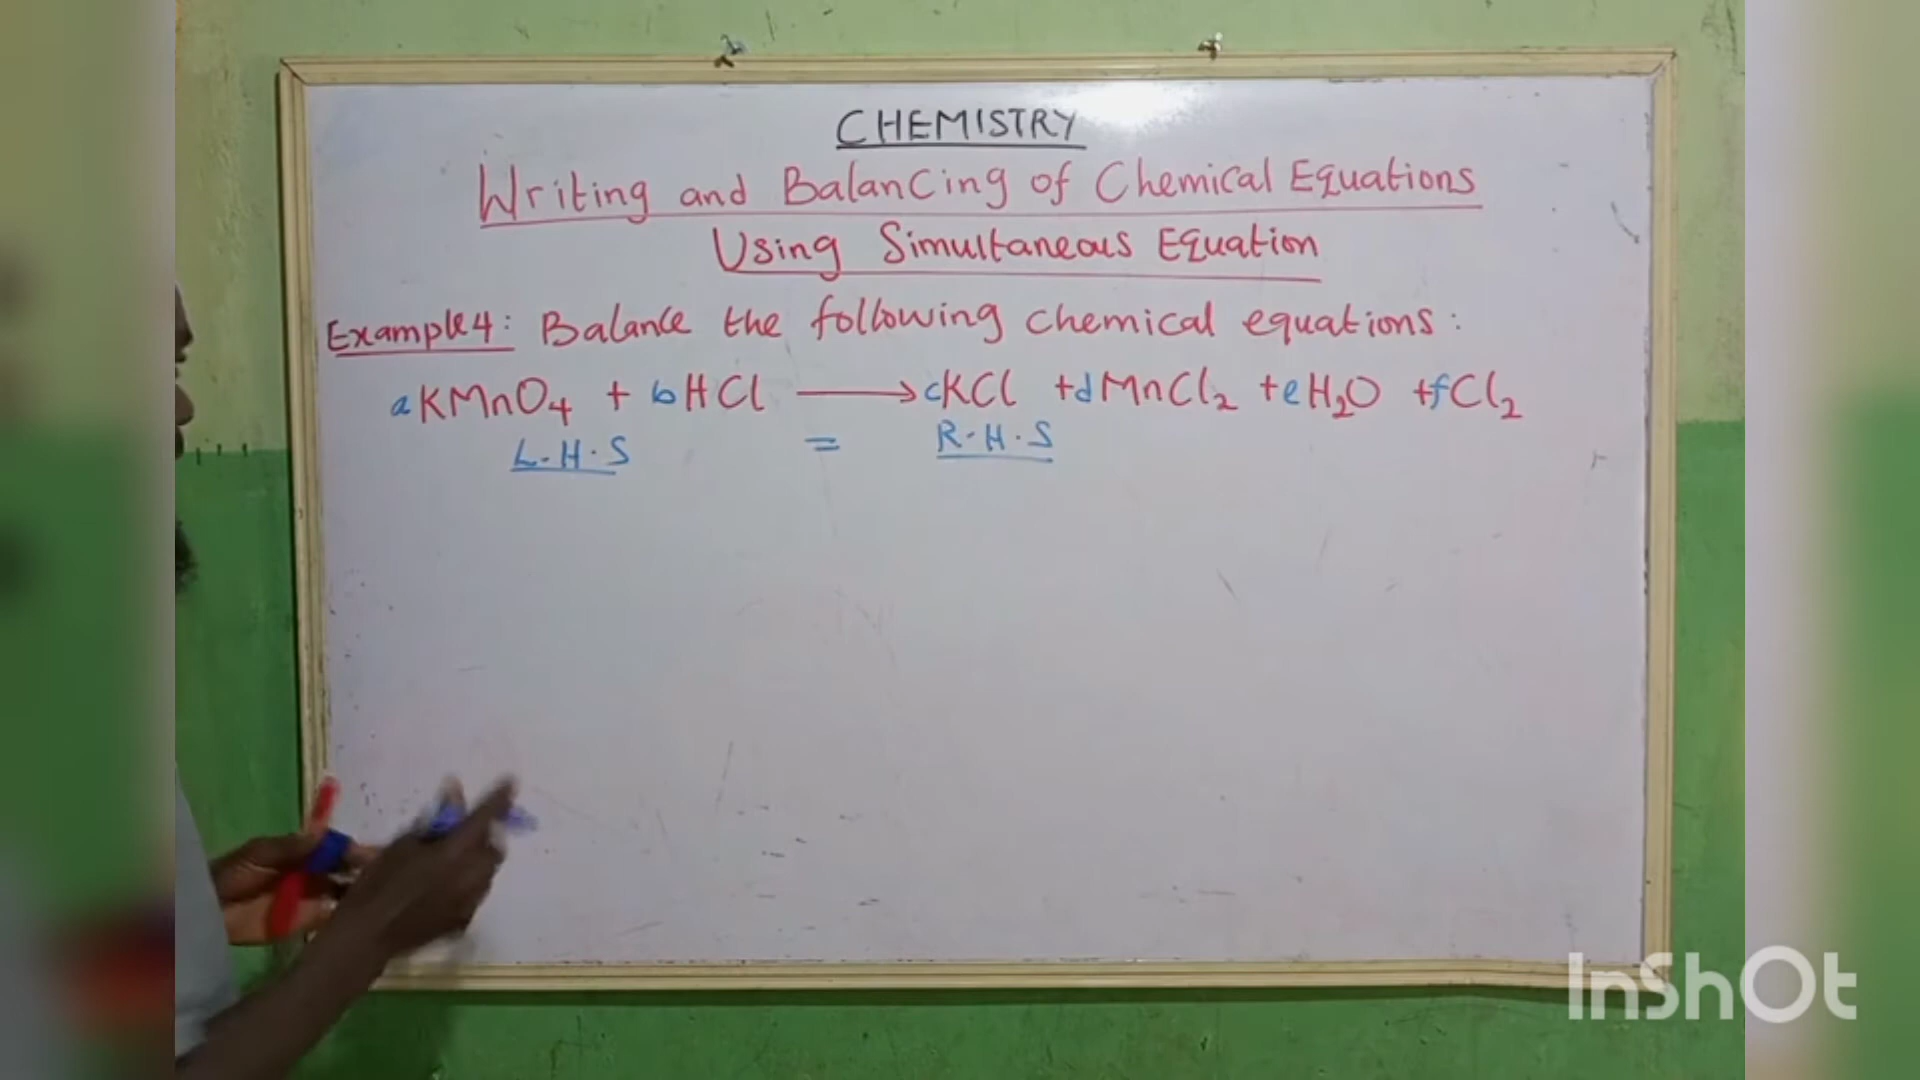 CHEMISTRY
Writing and Balancing of Chemical Equations
Using Simultaneous Equation
Example 4: Balance the following chemical equations:
aKMnO₄ + bHCl ⟶ cKCl + dMnCl₂ + eH₂O + fCl₂
L.H.S = R.H.S
InShOt